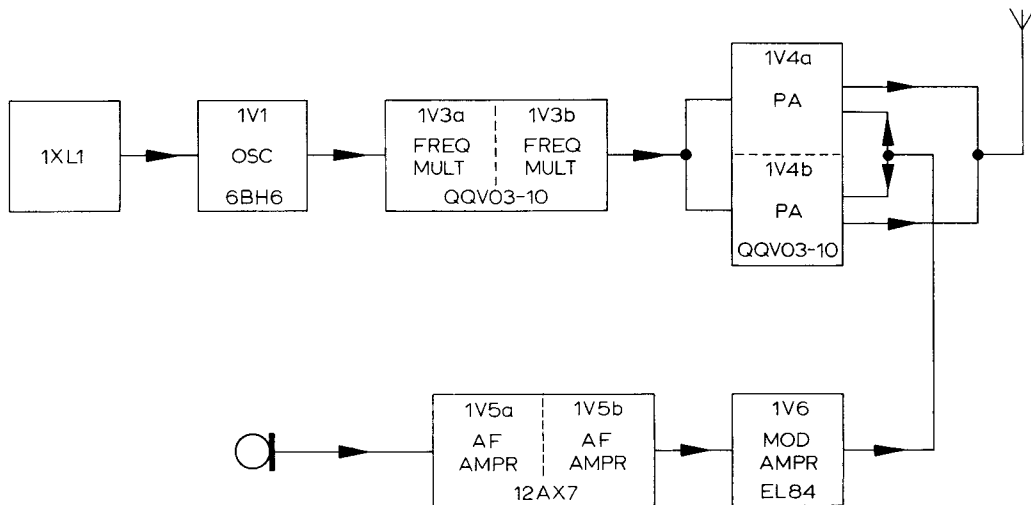 1XL1
1V1
OSC
6BH6
1V3a
FREQ
MULT
1V3b
FREQ
MULT
QQV03-10
1V4a
PA
1V4b
PA
QQV03-10
1V5a
AF
AMPR
1V5b
AF
AMPR
12AX7
1V6
MOD
AMPR
EL84